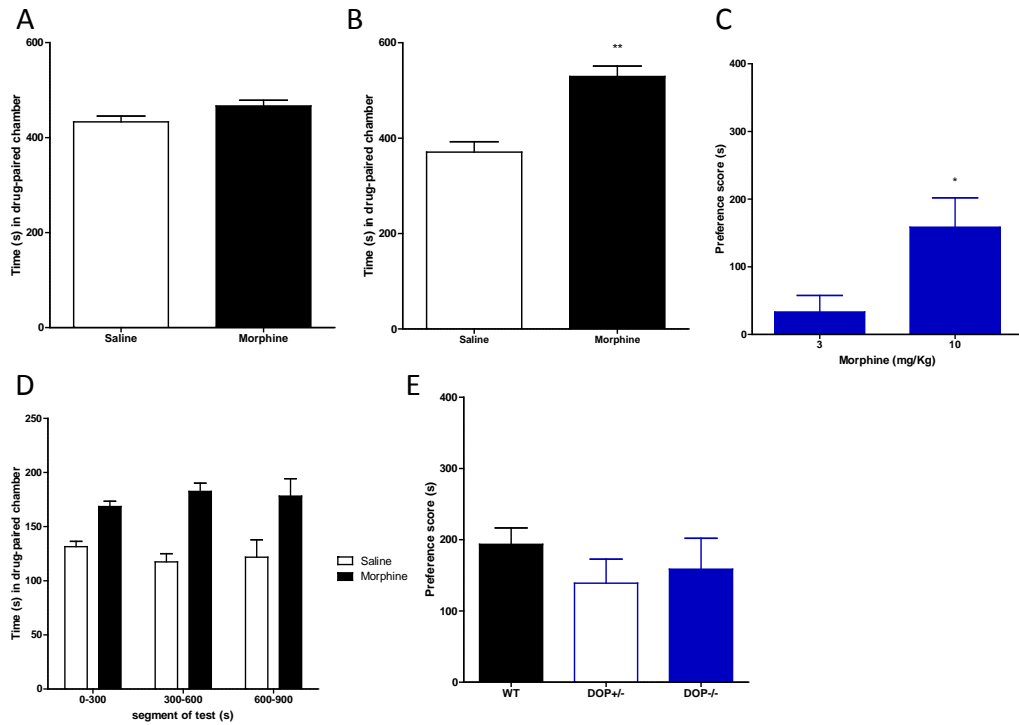 A
Time (s) in drug-paired chamber
600
400
200
0
Saline
Morphine
B
Time (s) in drug-paired chamber
600
400
200
0
**
Saline
Morphine
C
Preference score (s)
400
300
200
100
0
*
3
10
Morphine (mg/Kg)
D
Time (s) in drug-paired chamber
250
200
150
100
50
0
0-300
300-600
600-900
segment of test (s)
Saline
Morphine
E
Preference score (s)
400
300
200
100
0
WT
DOP+/-
DOP-/-